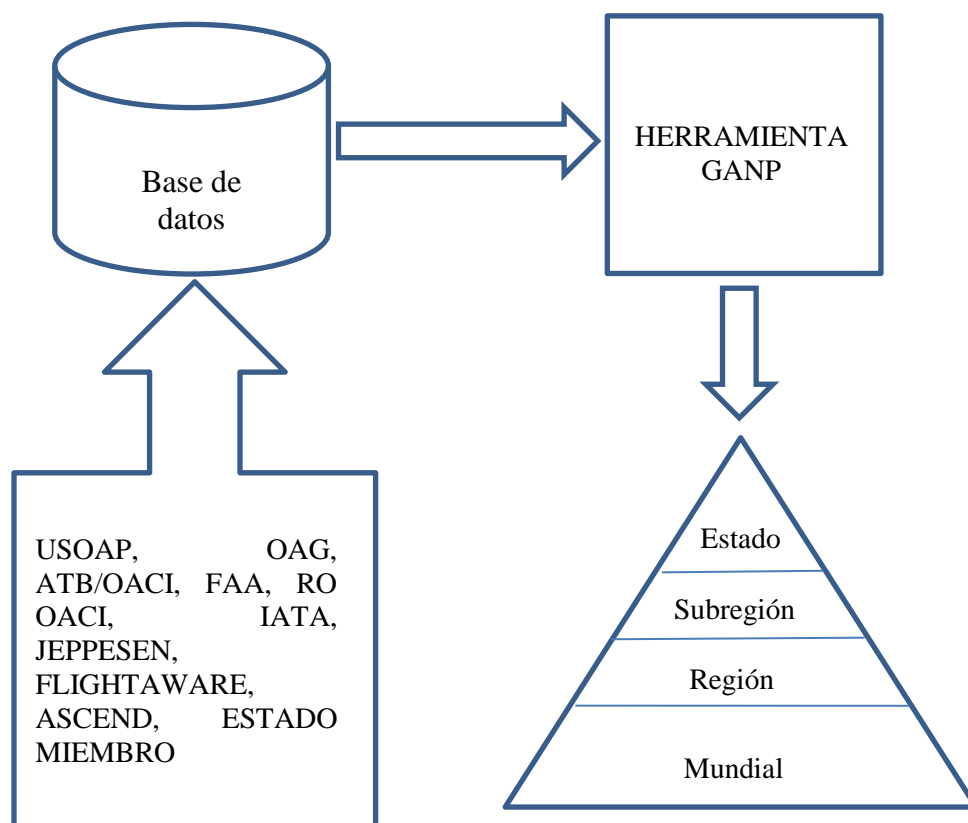 Base de
datos
HERRAMIENTA
GANP
USOAP, OAG,
ATB/OACI, FAA, RO
OACI, IATA,
JEPPESEN,
FLIGHTAWARE,
ASCEND, ESTADO
MIEMBRO
Estado
Subregión
Región
Mundial